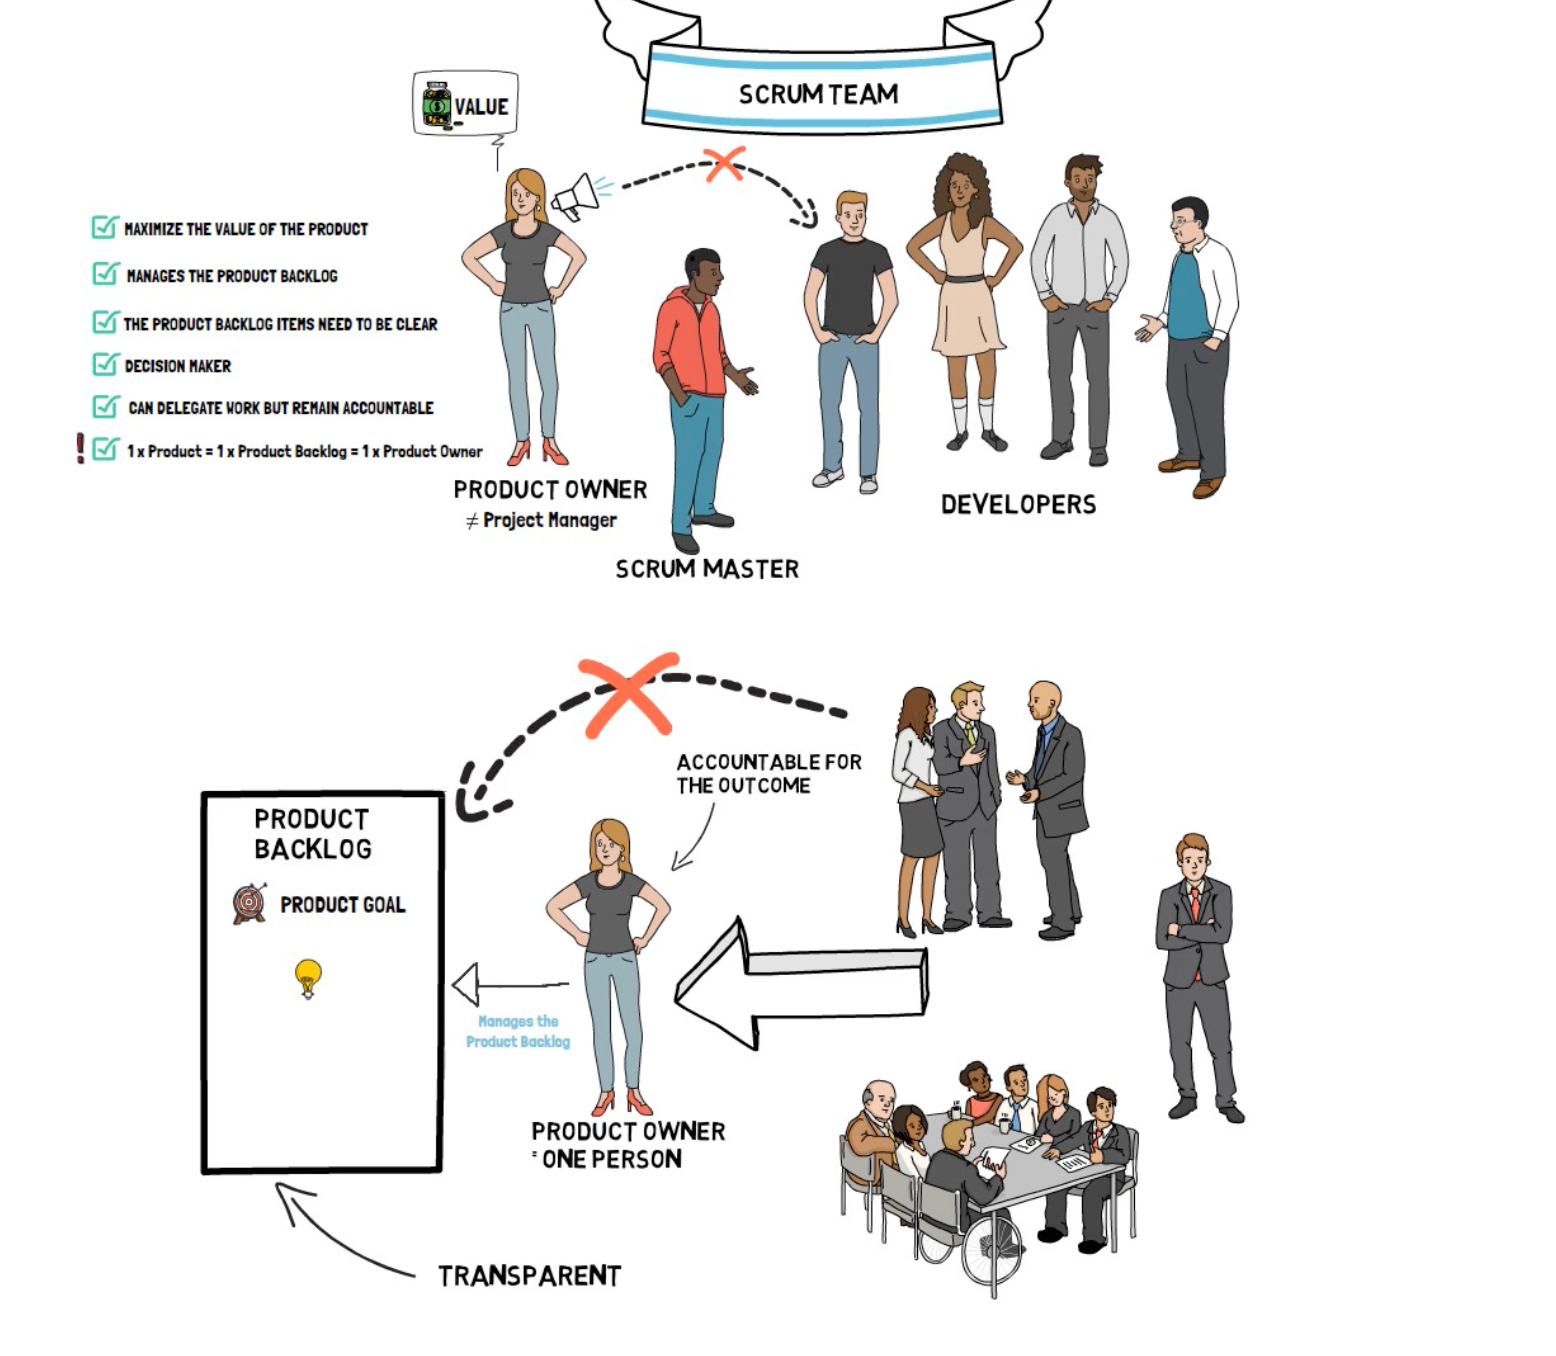 SCRUM TEAM
VALUE
MAXIMIZE THE VALUE OF THE PRODUCT
MANAGES THE PRODUCT BACKLOG
THE PRODUCT BACKLOG ITEMS NEED TO BE CLEAR
DECISION MAKER
CAN DELEGATE WORK BUT REMAIN ACCOUNTABLE
! 1 x Product = 1 x Product Backlog = 1 x Product Owner
PRODUCT OWNER
≠ Project Manager
SCRUM MASTER
DEVELOPERS
ACCOUNTABLE FOR
THE OUTCOME
PRODUCT
BACKLOG
PRODUCT GOAL
Manages the
Product Backlog
PRODUCT OWNER
= ONE PERSON
TRANSPARENT